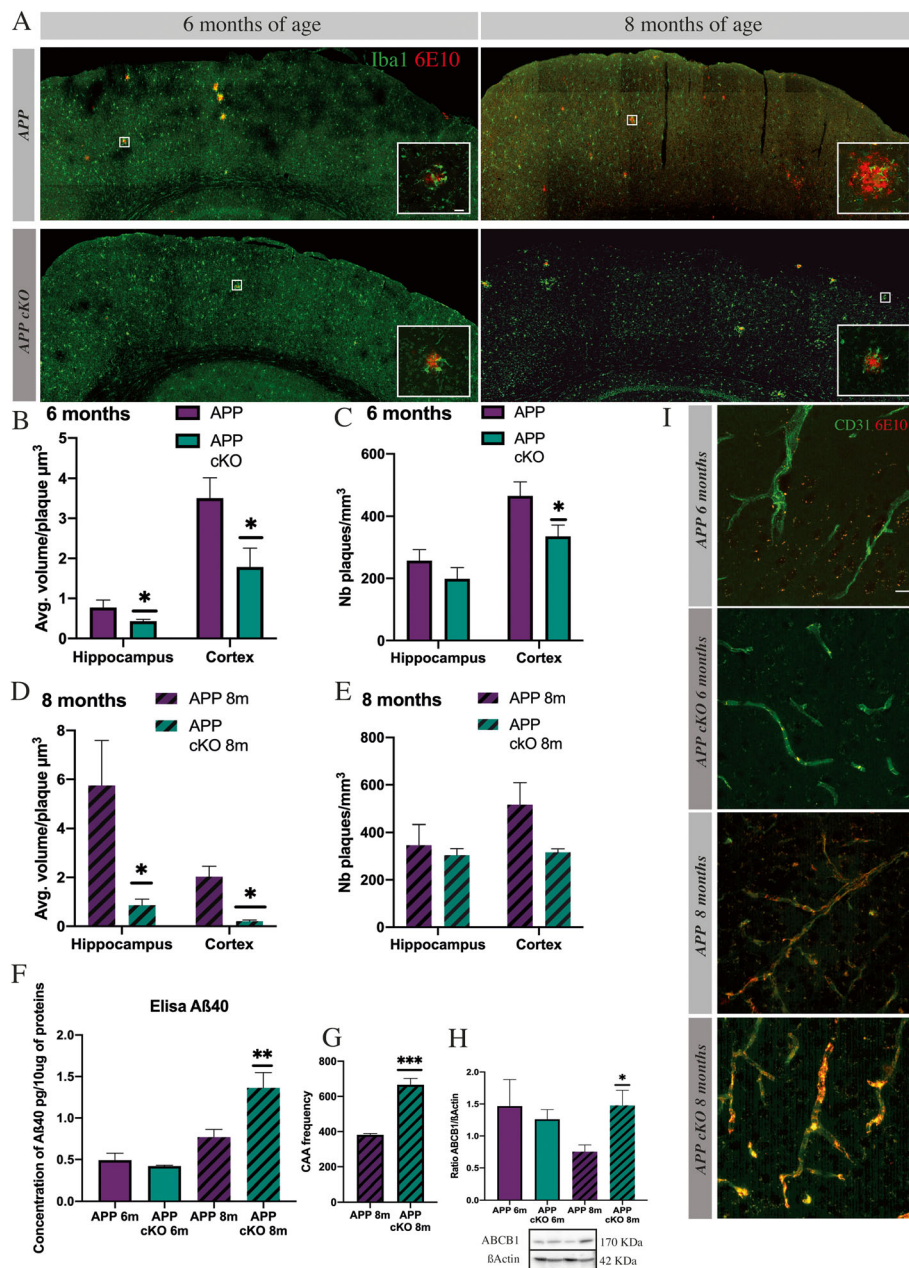 A
6 months of age
8 months of age
Iba1 6E10
APP
APP cKO
B
6 months
APP
APP
cKO
Avg. volume/plaque µm³
5
4
3
2
1
0
*
*
Hippocampus
Cortex
C
6 months
APP
APP
cKO
Nb plaques/mm³
600
400
200
0
*
Hippocampus
Cortex
D
8 months
APP 8m
APP
cKO 8m
Avg. volume/plaque µm³
8
6
4
2
0
*
*
Hippocampus
Cortex
E
8 months
APP 8m
APP
cKO 8m
Nb plaques/mm³
800
600
400
200
0
Hippocampus
Cortex
F
Elisa Aß40
Concentration of Aß40 pg/10ug of proteins
2.0
1.5
1.0
0.5
0.0
**
APP 6m
APP
cKO 6m
APP 8m
APP
cKO 8m
G
CAA frequency
800
600
400
200
0
***
APP 8m
APP
cKO 8m
H
Ratio ABCB1/ßActin
2.0
1.5
1.0
0.5
0.0
*
APP 6m
APP
cKO 6m
APP 8m
APP
cKO 8m
ABCB1
170 KDa
ßActin
42 KDa
I
CD31 6E10
APP 6 months
APP cKO 6 months
APP 8 months
APP cKO 8 months